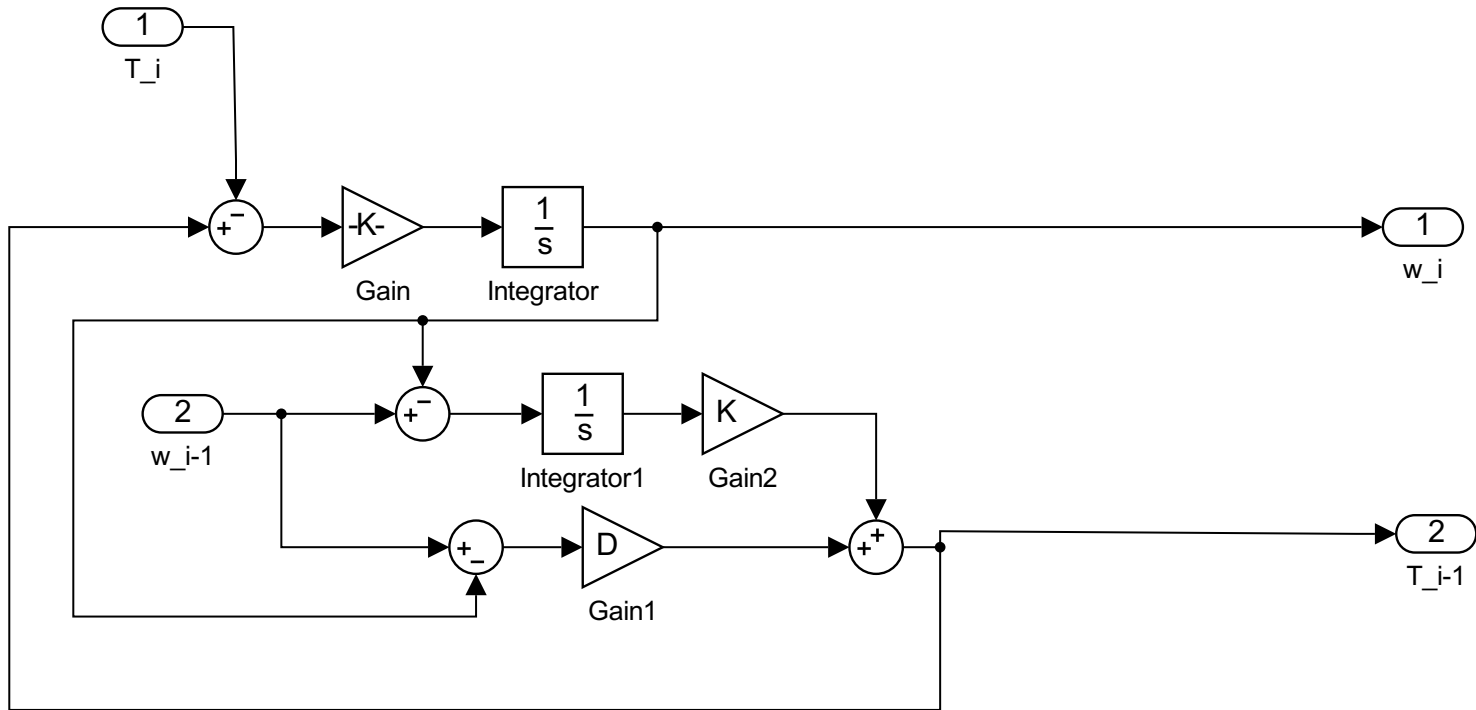 1
T_i
−
+
-K-
1
s
Gain
Integrator
1
w_i
−
+
2
w_i-1
1
s
Integrator1
K
Gain2
+
−
D
Gain1
+
+
2
T_i-1